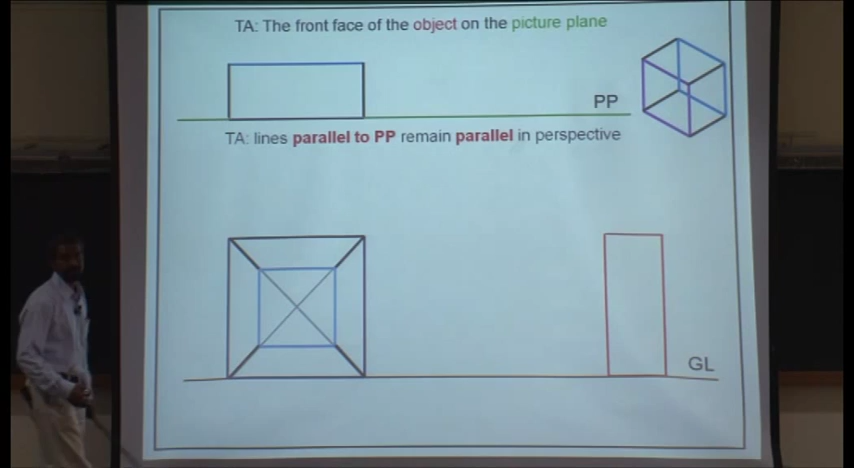 TA: The front face of the object on the picture plane
PP
TA: lines parallel to PP remain parallel in perspective
GL